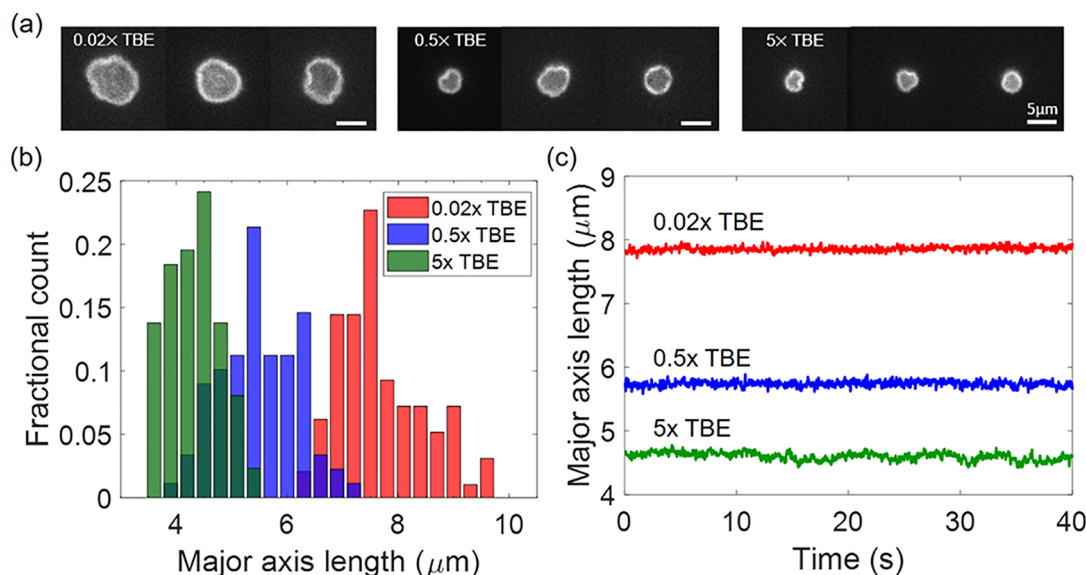 (a)
0.02× TBE
0.5× TBE
5× TBE
5μm
(b)
(c)
0.25
0.2
0.15
0.1
0.05
0
Fractional count
0.02x TBE
0.5x TBE
5x TBE
4
6
8
10
Major axis length (μm)
9
8
7
6
5
4
Major axis length (μm)
0.02x TBE
0.5x TBE
5x TBE
0
10
20
30
40
Time (s)